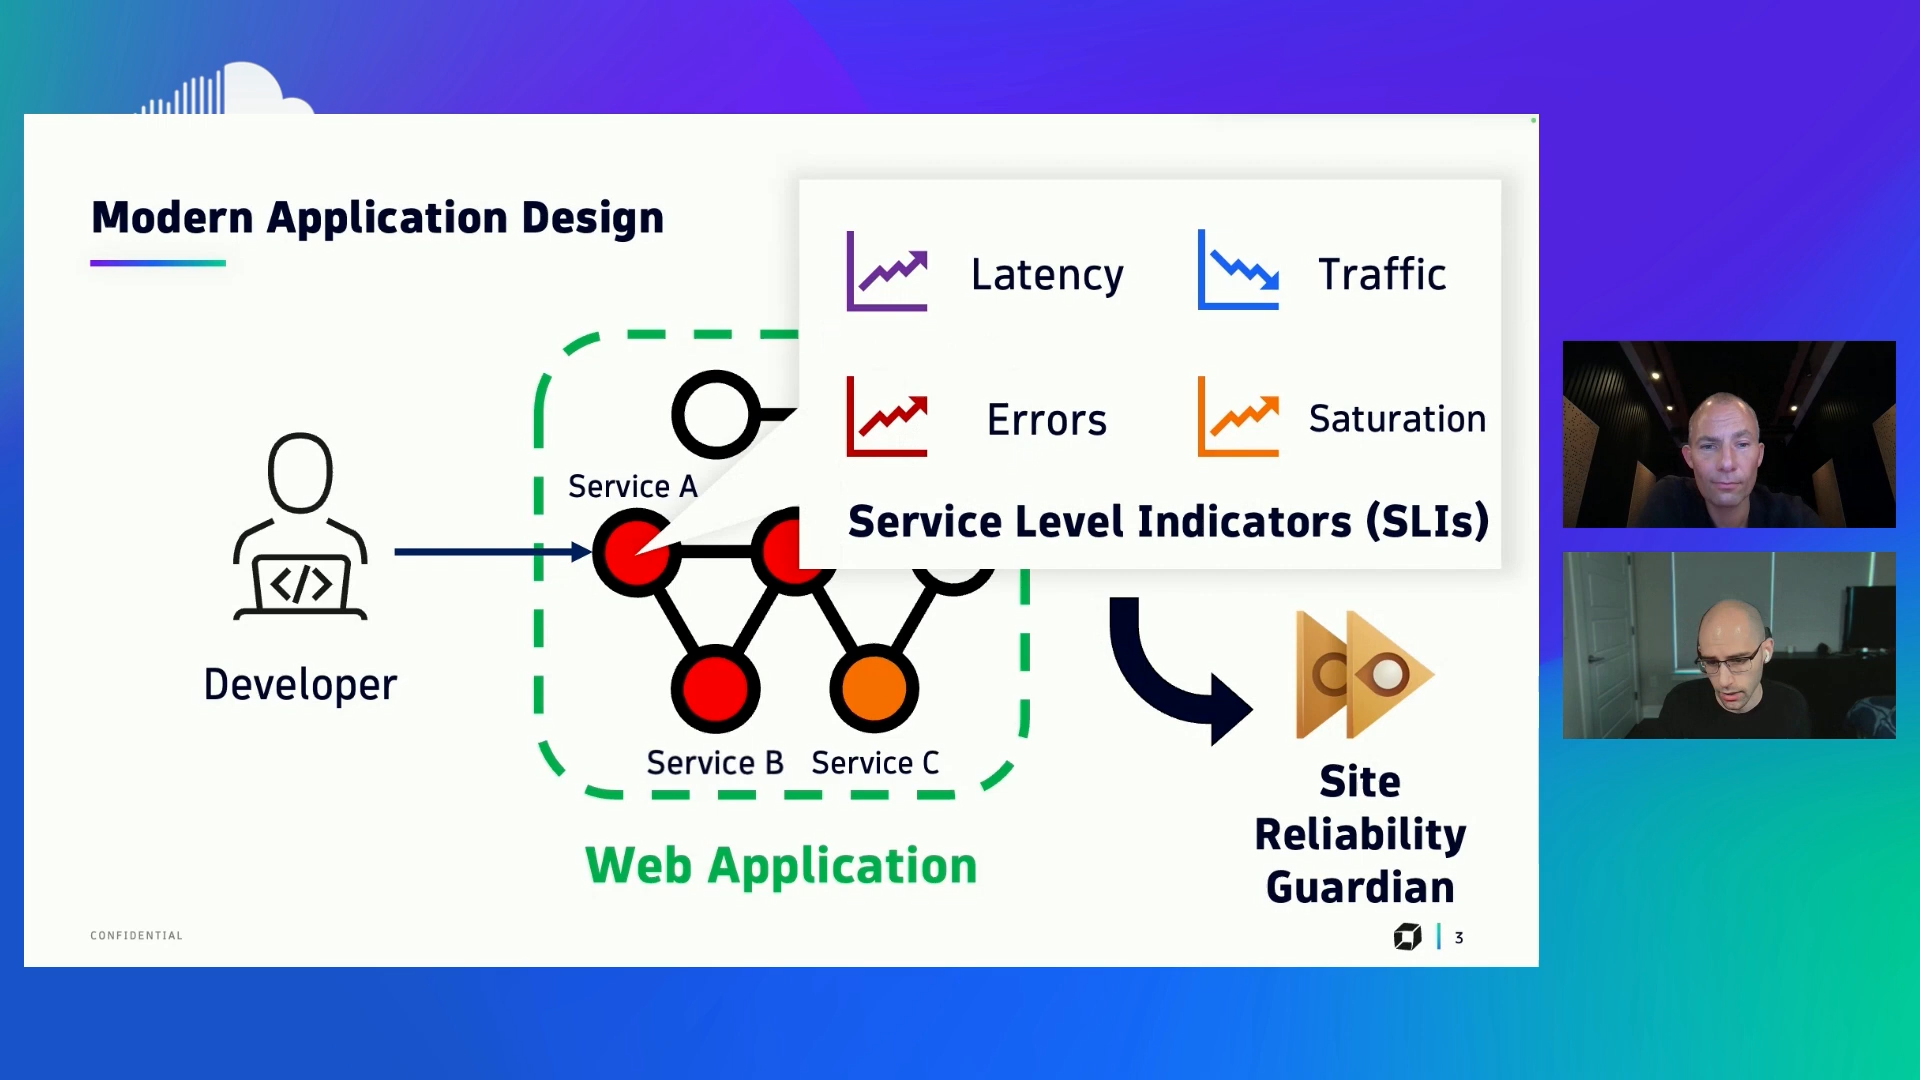 Modern Application Design
Latency
Traffic
Errors
Saturation
Service Level Indicators (SLIs)
Service A
</>
Developer
Service B
Service C
Web Application
Site
Reliability
Guardian
CONFIDENTIAL
3